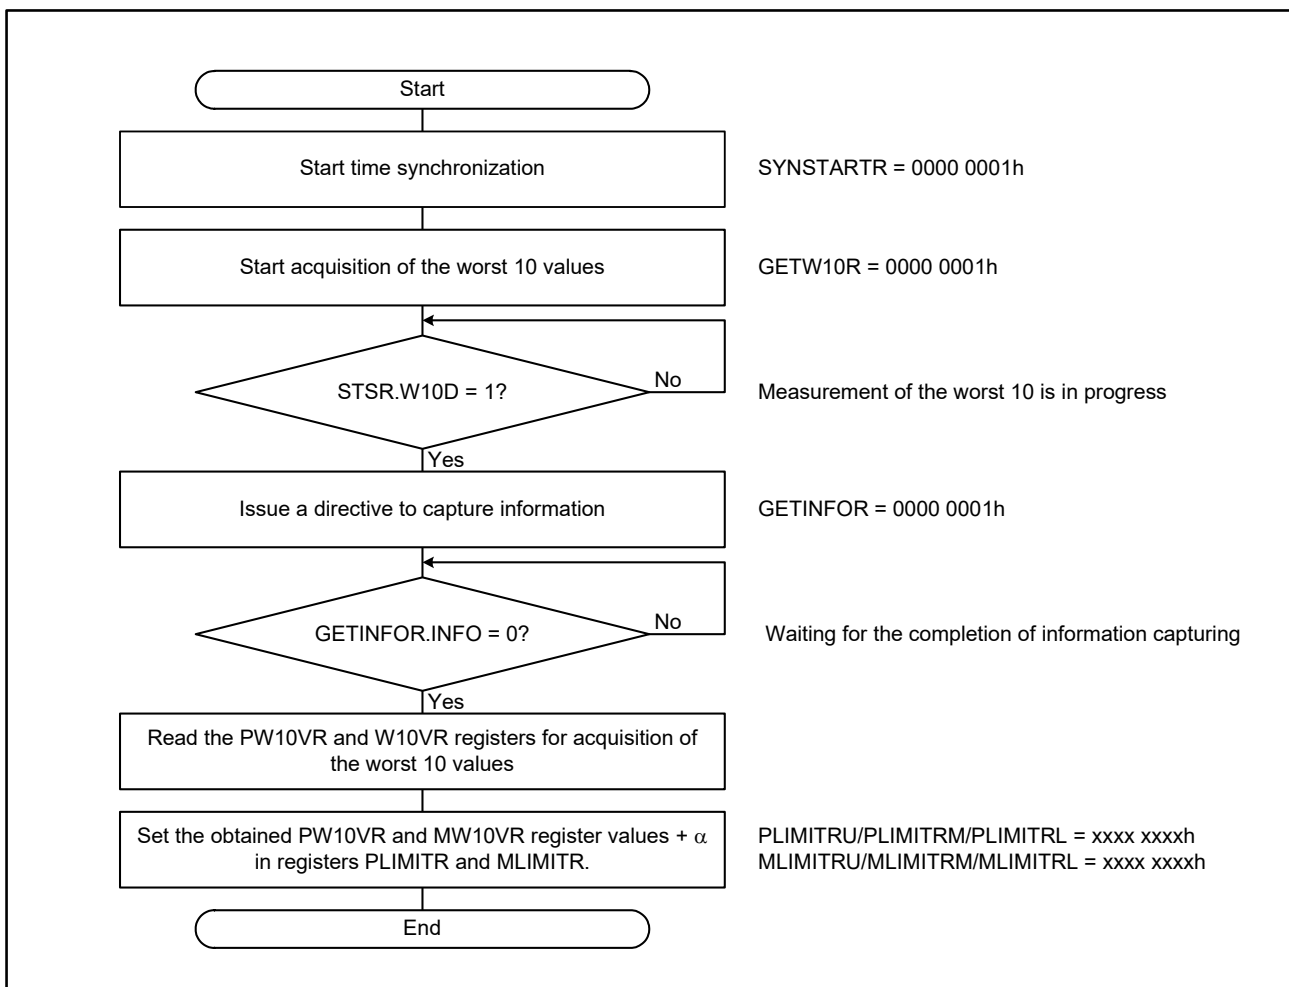 Start
Start time synchronization
SYNSTARTR = 0000 0001h
Start acquisition of the worst 10 values
GETW10R = 0000 0001h
STSR.W10D = 1?
No
Measurement of the worst 10 is in progress
Yes
Issue a directive to capture information
GETINFOR = 0000 0001h
GETINFOR.INFO = 0?
No
Waiting for the completion of information capturing
Yes
Read the PW10VR and W10VR registers for acquisition of
the worst 10 values
Set the obtained PW10VR and MW10VR register values + α
in registers PLIMITR and MLIMITR.
PLIMITRU/PLIMITRM/PLIMITRL = xxxx xxxxh
MLIMITRU/MLIMITRM/MLIMITRL = xxxx xxxxh
End